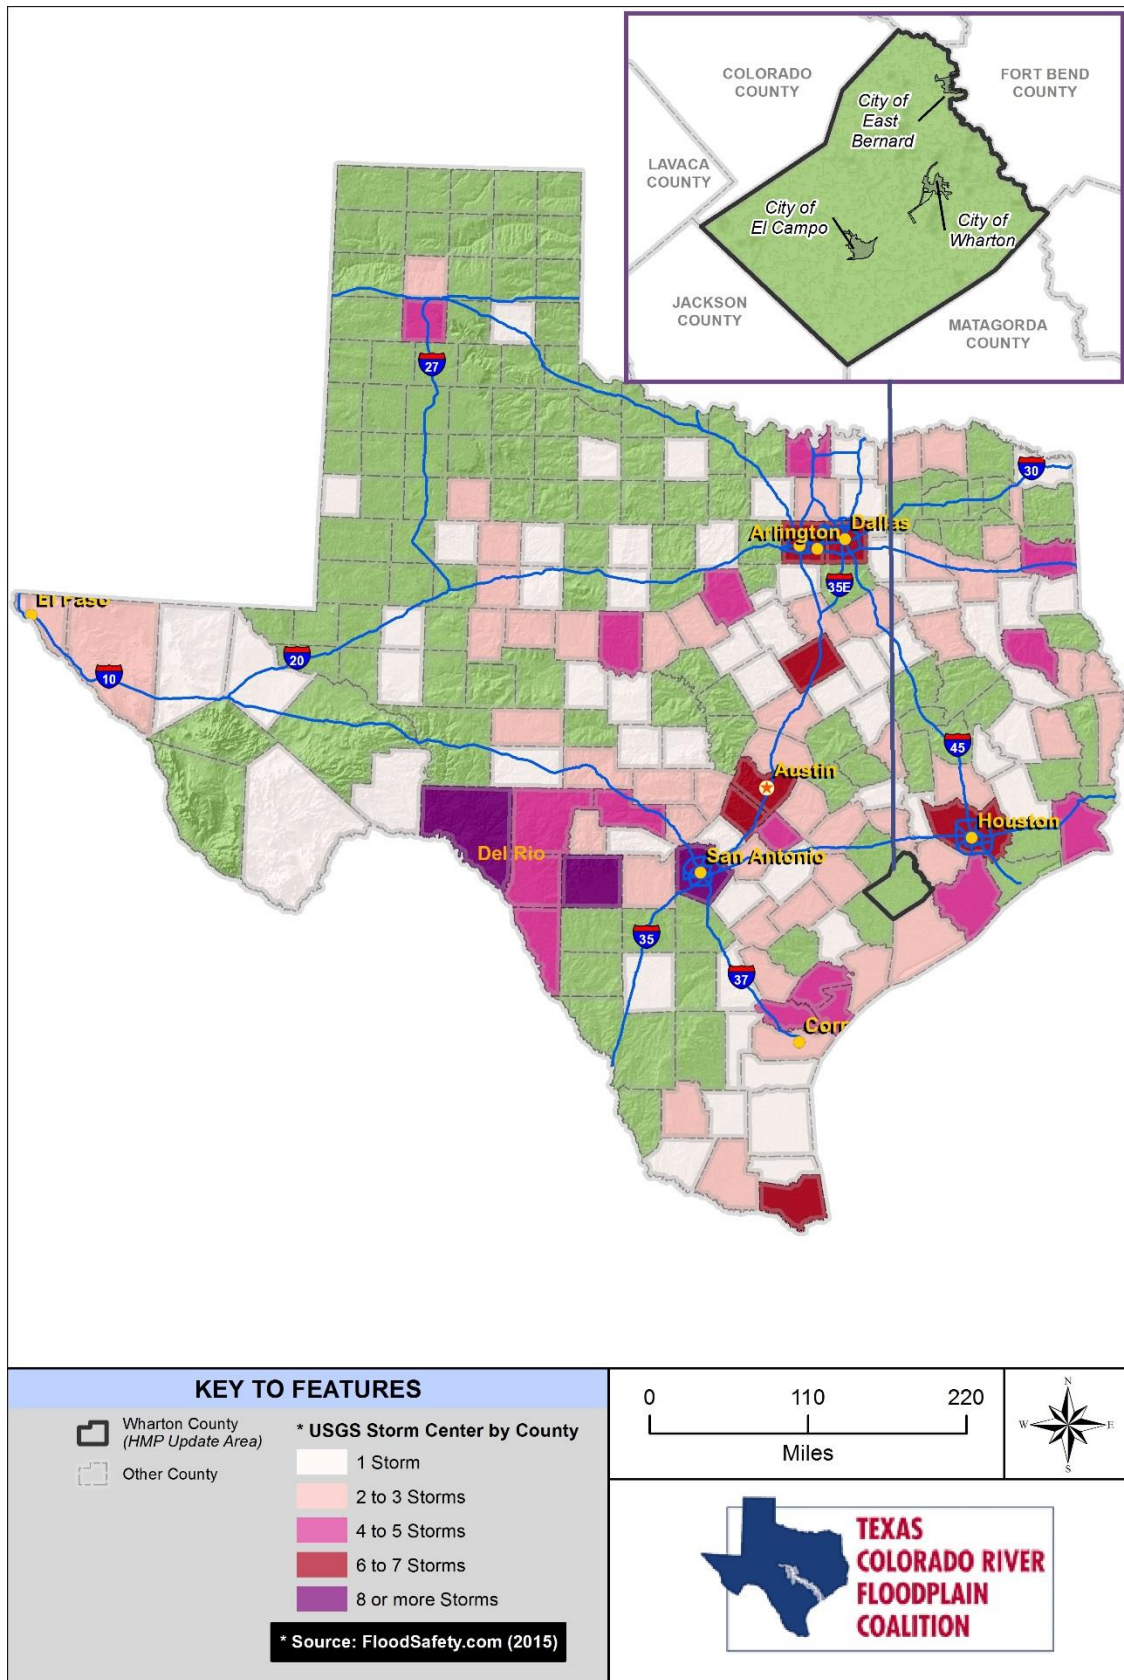 COLORADO
COUNTY
FORT BEND
COUNTY
City of
East
Bernard
LAVACA
COUNTY
City of
El Campo
City of
Wharton
JACKSON
COUNTY
MATAGORDA
COUNTY
27
30
Arlington
Dallas
35E
El Paso
20
10
45
Austin
Houston
Del Rio
San Antonio
35
37
Corr
KEY TO FEATURES
Wharton County
(HMP Update Area)
Other County
* USGS Storm Center by County
1 Storm
2 to 3 Storms
4 to 5 Storms
6 to 7 Storms
8 or more Storms
* Source: FloodSafety.com (2015)
0 110 220
Miles
N
W E
S
TEXAS
COLORADO RIVER
FLOODPLAIN
COALITION